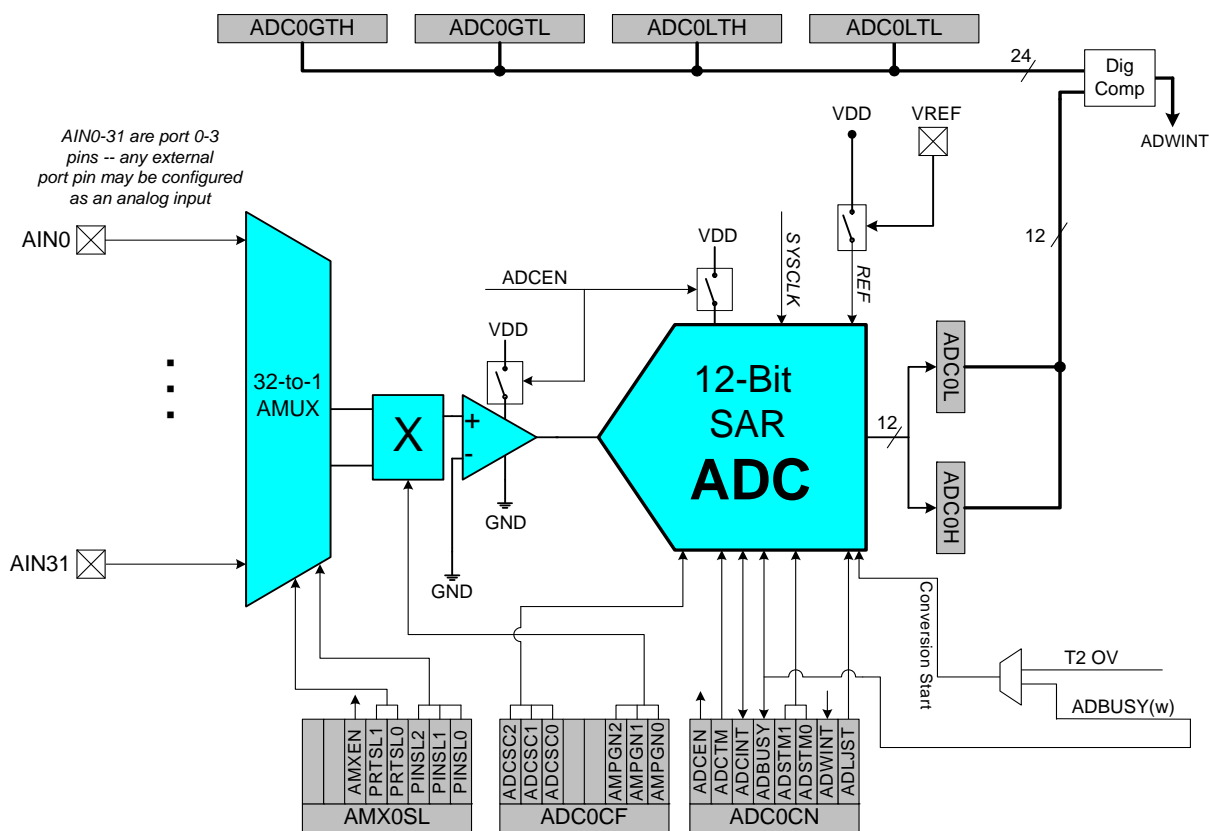 ADC0GTH
ADC0GTL
ADC0LTH
ADC0LTL
24
Dig
Comp
ADWINT
AIN0-31 are port 0-3
pins -- any external
port pin may be configured
as an analog input
VDD
VREF
AIN0
12
VDD
SYSCLK
REF
ADCEN
VDD
32-to-1
AMUX
X
+
-
12-Bit
SAR
ADC
12
ADC0L
ADC0H
GND
GND
AIN31
Conversion Start
T2 OV
ADBUSY(w)
AMXEN
PRTSL1
PRTSL0
PINSL2
PINSL1
PINSL0
AMX0SL
ADCSC2
ADCSC1
ADCSC0
AMPGN2
AMPGN1
AMPGN0
ADC0CF
ADCEN
ADCTM
ADCINT
ADBUSY
ADSTM1
ADSTM0
ADWINT
ADLJST
ADC0CN